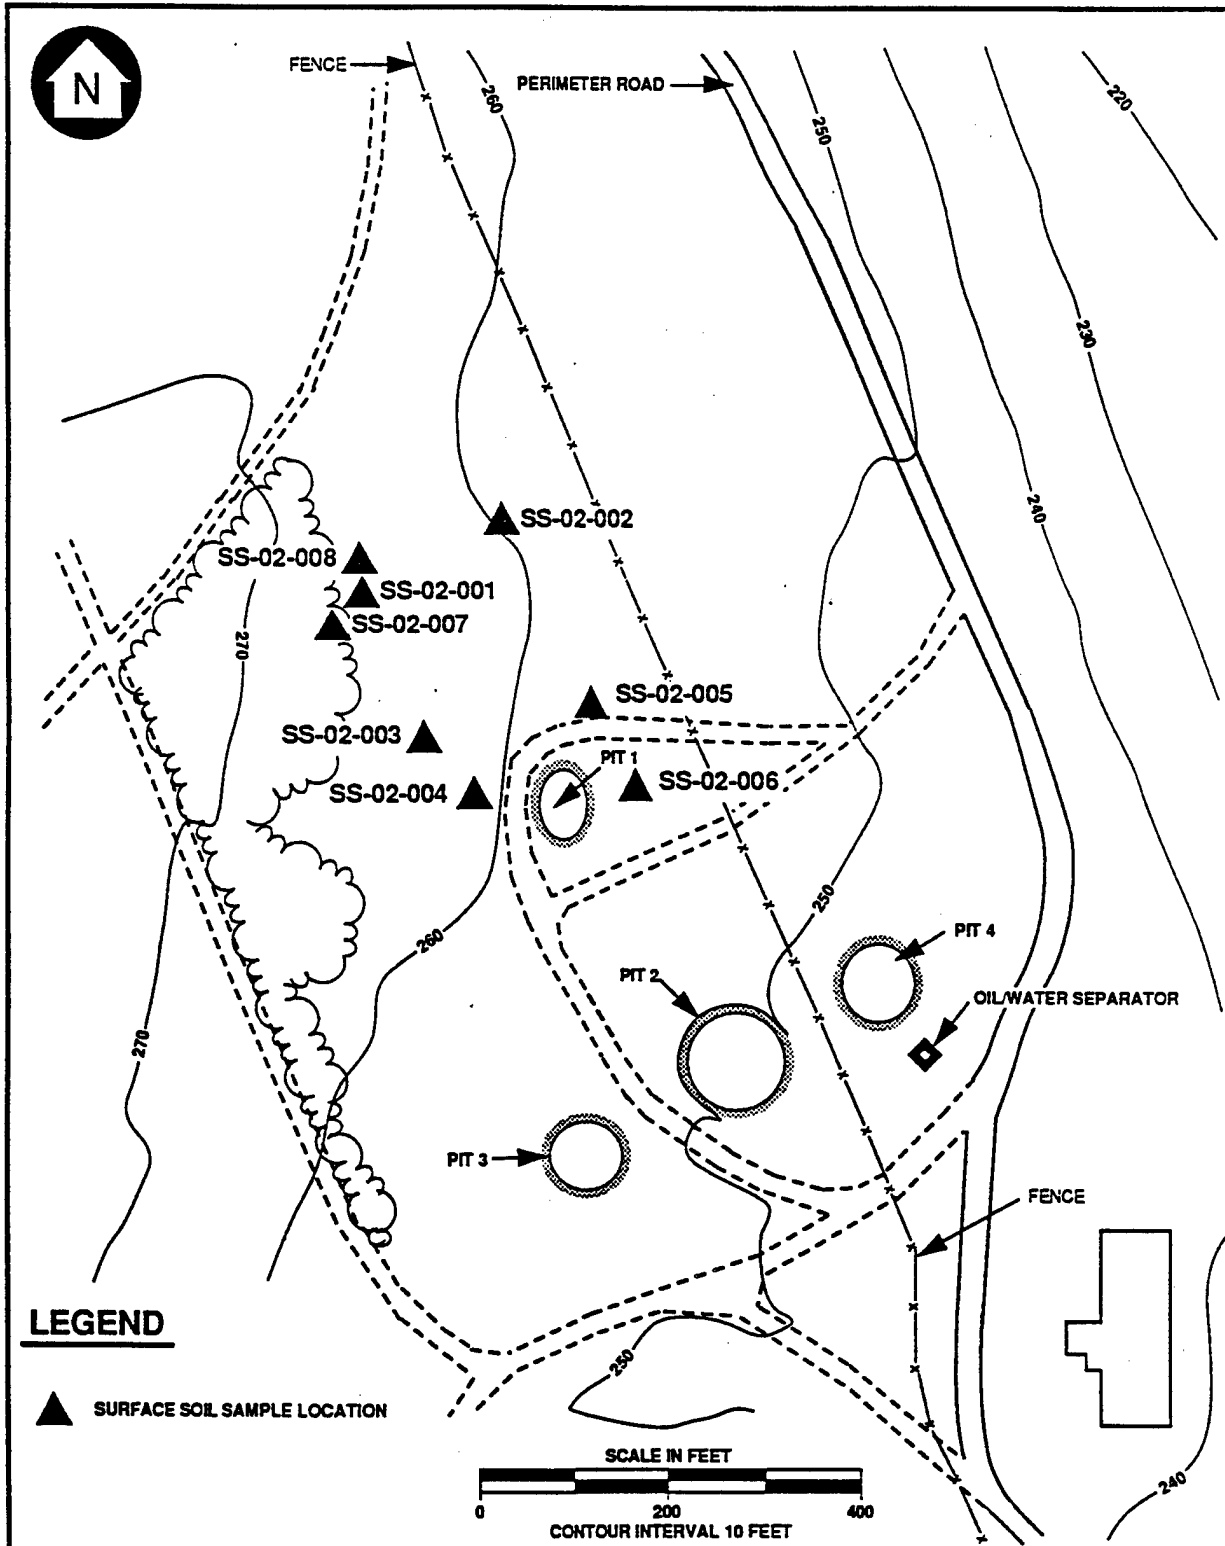 N
FENCE
PERIMETER ROAD
260
250
220
230
240
SS-02-002
SS-02-008
SS-02-001
SS-02-007
270
SS-02-005
SS-02-003
PIT 1
SS-02-006
SS-02-004
250
260
PIT 4
PIT 2
OIL/WATER SEPARATOR
270
PIT 3
FENCE
LEGEND
250
SURFACE SOIL SAMPLE LOCATION
SCALE IN FEET
240
0 200 400
CONTOUR INTERVAL 10 FEET